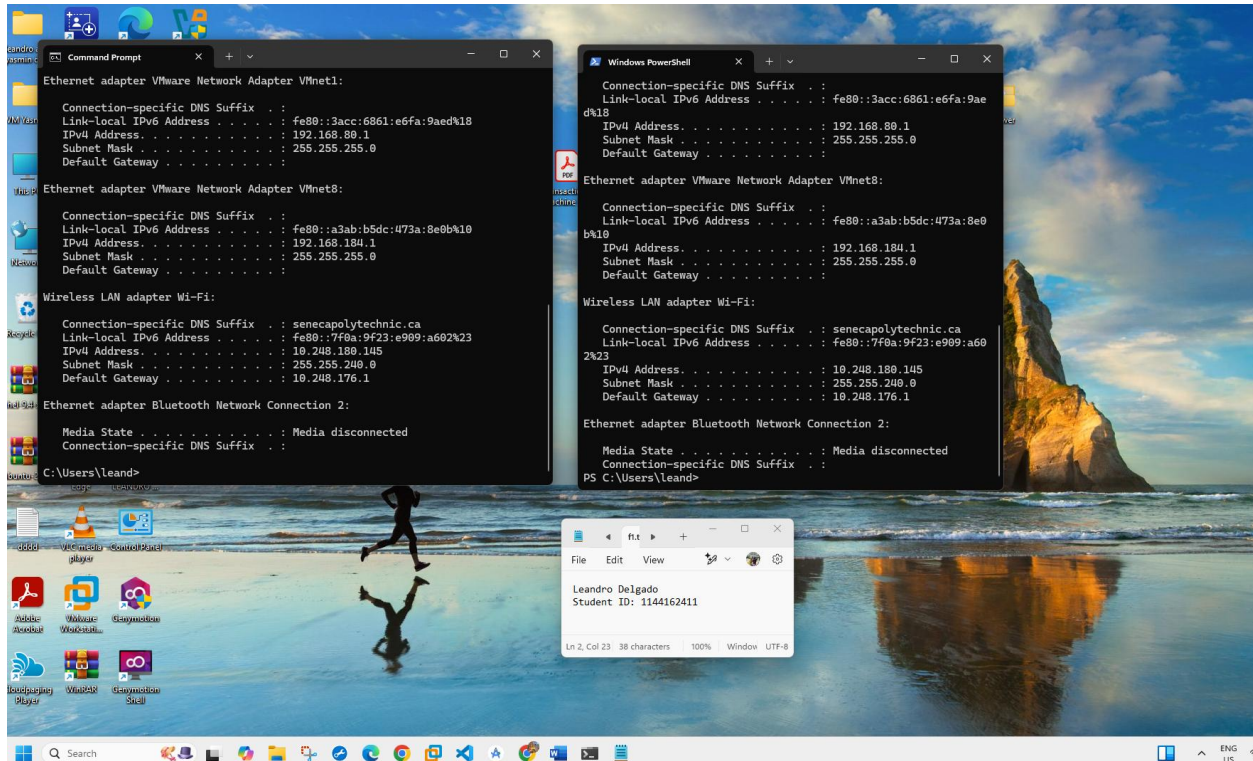 Command Prompt
Ethernet adapter VMware Network Adapter VMnet1:
Connection-specific DNS Suffix . :
Link-local IPv6 Address . . . . . : fe80::3acc:6861:e6fa:9aed%18
IPv4 Address. . . . . . . . . . . : 192.168.80.1
Subnet Mask . . . . . . . . . . . : 255.255.255.0
Default Gateway . . . . . . . . . :
Ethernet adapter VMware Network Adapter VMnet8:
Connection-specific DNS Suffix . :
Link-local IPv6 Address . . . . . : fe80::a3ab:b5dc:473a:8e0b%10
IPv4 Address. . . . . . . . . . . : 192.168.184.1
Subnet Mask . . . . . . . . . . . : 255.255.255.0
Default Gateway . . . . . . . . . :
Wireless LAN adapter Wi-Fi:
Connection-specific DNS Suffix . : senecapolytechnic.ca
Link-local IPv6 Address . . . . . : fe80::7f0a:9f23:e909:a602%23
IPv4 Address. . . . . . . . . . . : 10.248.180.145
Subnet Mask . . . . . . . . . . . : 255.255.240.0
Default Gateway . . . . . . . . . : 10.248.176.1
Ethernet adapter Bluetooth Network Connection 2:
Media State . . . . . . . . . . . : Media disconnected
Connection-specific DNS Suffix . :
C:\Users\leand>
Windows PowerShell
Connection-specific DNS Suffix . :
Link-local IPv6 Address . . . . . : fe80::3acc:6861:e6fa:9ae
d%18
IPv4 Address. . . . . . . . . . . : 192.168.80.1
Subnet Mask . . . . . . . . . . . : 255.255.255.0
Default Gateway . . . . . . . . . :
Ethernet adapter VMware Network Adapter VMnet8:
Connection-specific DNS Suffix . :
Link-local IPv6 Address . . . . . : fe80::a3ab:b5dc:473a:8e0
b%10
IPv4 Address. . . . . . . . . . . : 192.168.184.1
Subnet Mask . . . . . . . . . . . : 255.255.255.0
Default Gateway . . . . . . . . . :
Wireless LAN adapter Wi-Fi:
Connection-specific DNS Suffix . : senecapolytechnic.ca
Link-local IPv6 Address . . . . . : fe80::7f0a:9f23:e909:a60
2%23
IPv4 Address. . . . . . . . . . . : 10.248.180.145
Subnet Mask . . . . . . . . . . . : 255.255.240.0
Default Gateway . . . . . . . . . : 10.248.176.1
Ethernet adapter Bluetooth Network Connection 2:
Media State . . . . . . . . . . . : Media disconnected
Connection-specific DNS Suffix . :
PS C:\Users\leand>
PDF
dddd
VLC media
player
Control Panel
Adobe
Acrobat
VMware
Workstati...
Genymotion
Cloudpaging
Player
WinRAR
Genymotion
Shell
f1.t
File Edit View
Leandro Delgado
Student ID: 1144162411
Ln 2, Col 23 38 characters 100% Window UTF-8
Search
ENG
US